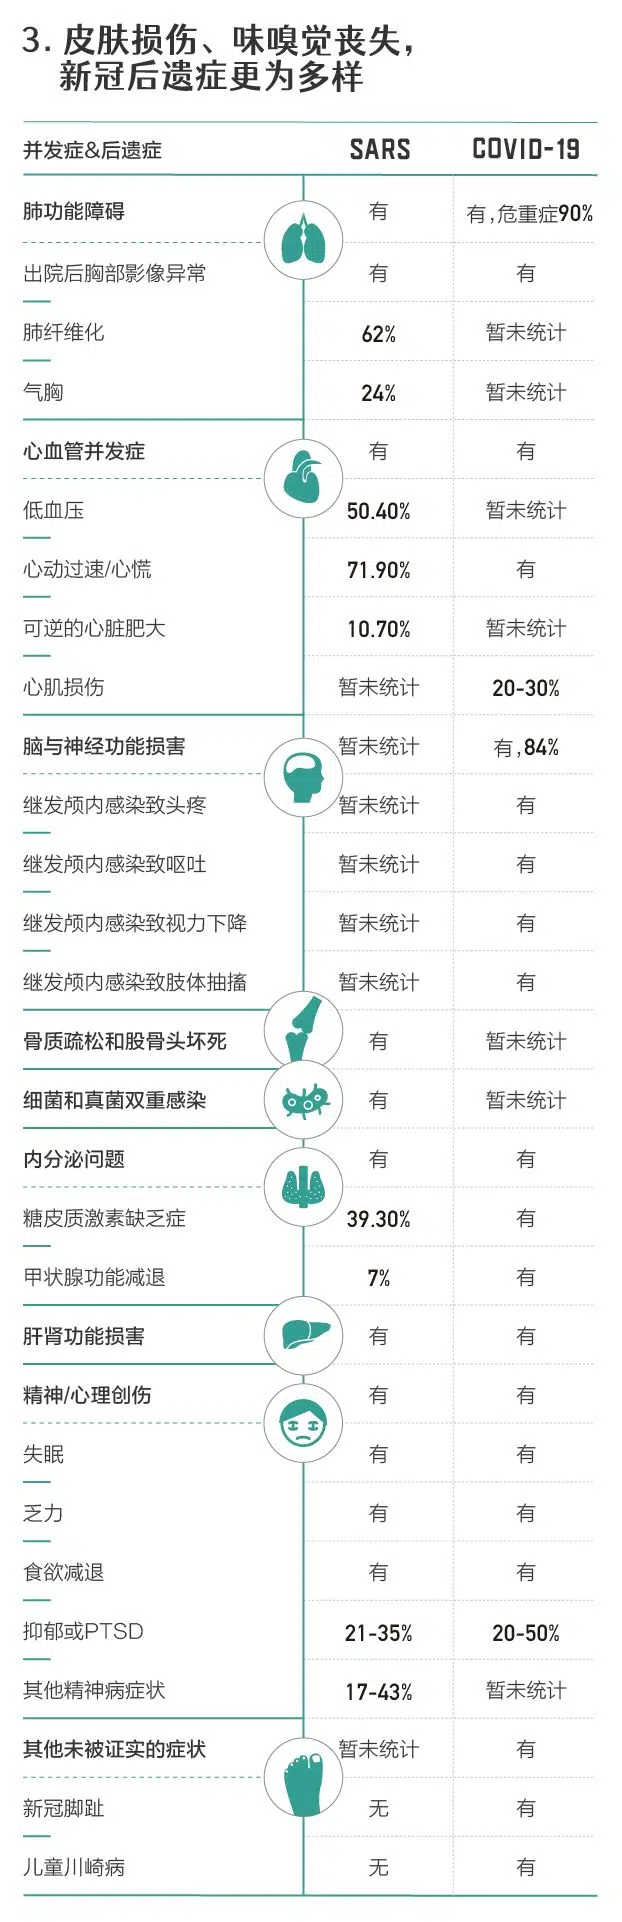 3. 皮肤损伤、味嗅觉丧失，
新冠后遗症更为多样
并发症&后遗症 SARS COVID-19
肺功能障碍 有 有，危重症90%
出院后胸部影像异常 有 有
肺纤维化 62% 暂未统计
气胸 24% 暂未统计
心血管并发症 有 有
低血压 50.40% 暂未统计
心动过速/心慌 71.90% 有
可逆的心脏肥大 10.70% 暂未统计
心肌损伤 暂未统计 20-30%
脑与神经功能损害 暂未统计 有，84%
继发颅内感染致头疼 暂未统计 有
继发颅内感染致呕吐 暂未统计 有
继发颅内感染致视力下降 暂未统计 有
继发颅内感染致肢体抽搐 暂未统计 有
骨质疏松和股骨头坏死 有 暂未统计
细菌和真菌双重感染 有 暂未统计
内分泌问题 有 有
糖皮质激素缺乏症 39.30% 有
甲状腺功能减退 7% 有
肝肾功能损害 有 有
精神/心理创伤 有 有
失眠 有 有
乏力 有 有
食欲减退 有 有
抑郁或PTSD 21-35% 20-50%
其他精神病症状 17-43% 暂未统计
其他未被证实的症状 暂未统计 有
新冠脚趾 无 有
儿童川崎病 无 有